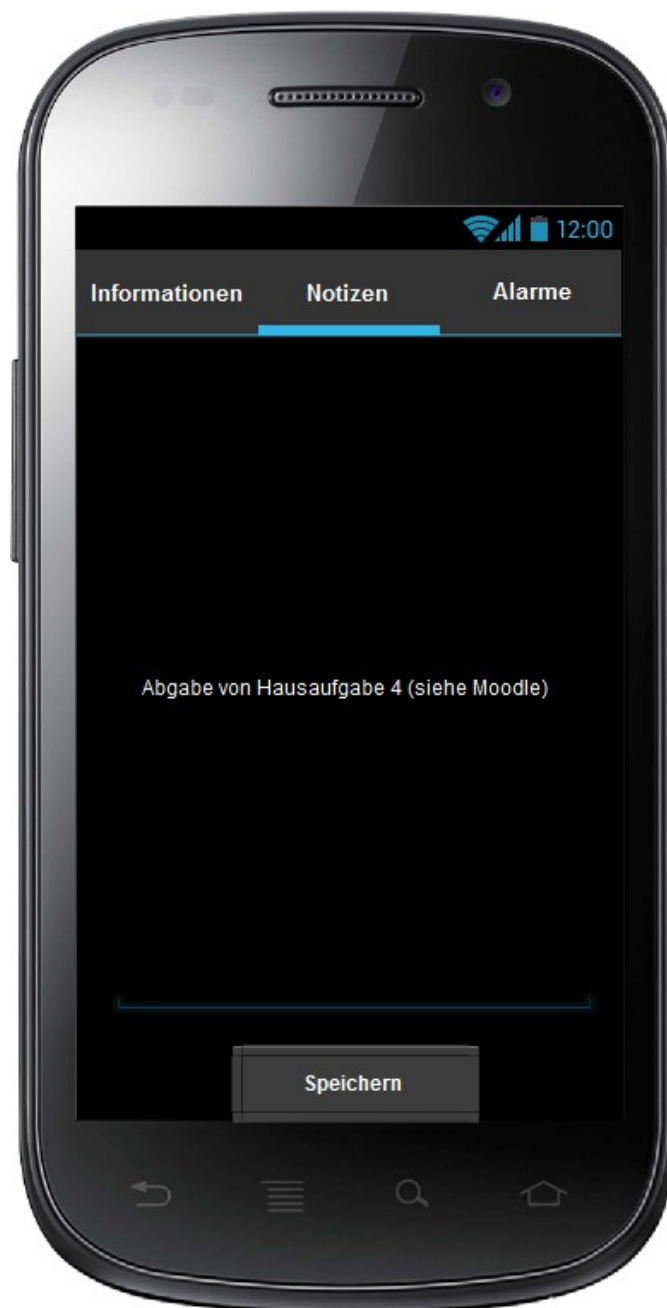 12:00
Informationen Notizen Alarme
Abgabe von Hausaufgabe 4 (siehe Moodle)
Speichern